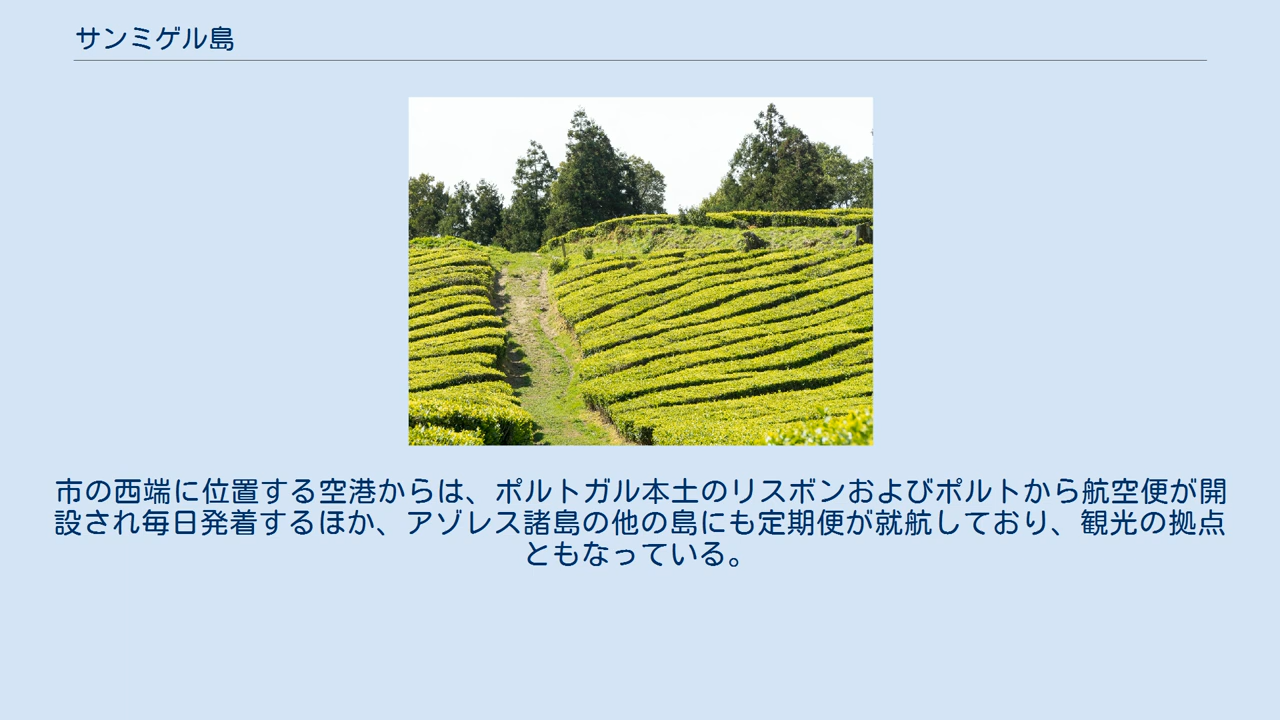 サンミゲル島
市の西端に位置する空港からは、ポルトガル本土のリスボンおよびポルトから航空便が開
設され毎日発着するほか、アゾレス諸島の他の島にも定期便が就航しており、観光の拠点
ともなっている。